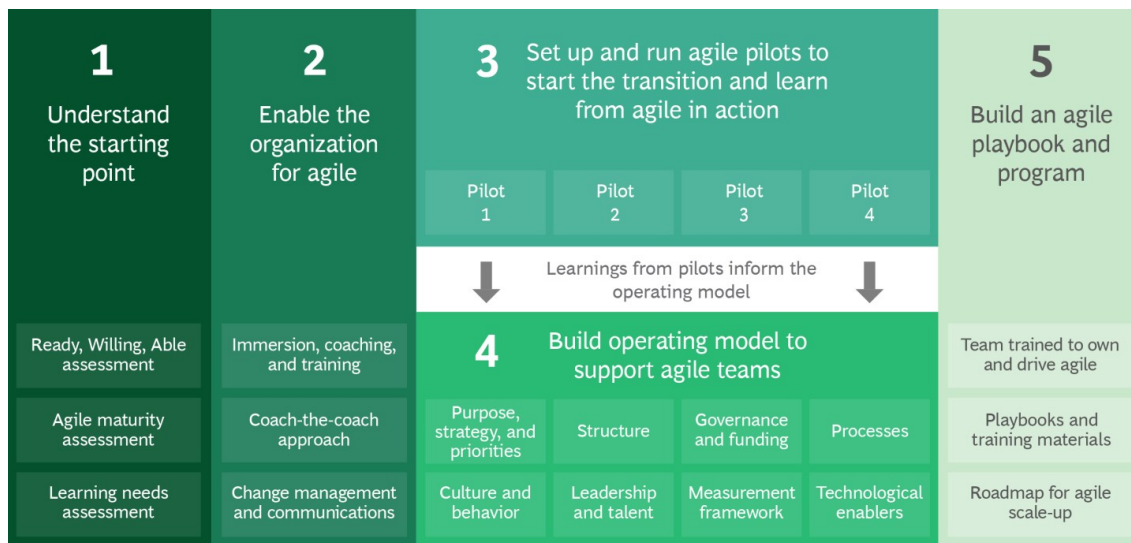 1
Understand
the starting
point
Ready, Willing, Able
assessment
Agile maturity
assessment
Learning needs
assessment
2
Enable the
organization
for agile
Immersion, coaching,
and training
Coach-the-coach
approach
Change management
and communications
3
Set up and run agile pilots to
start the transition and learn
from agile in action
Pilot
1
Pilot
2
Pilot
3
Pilot
4
Learnings from pilots inform the
operating model
4
Build operating model to
support agile teams
Purpose,
strategy, and
priorities
Structure
Governance
and funding
Processes
Culture and
behavior
Leadership
and talent
Measurement
framework
Technological
enablers
5
Build an agile
playbook and
program
Team trained to own
and drive agile
Playbooks and
training materials
Roadmap for agile
scale-up